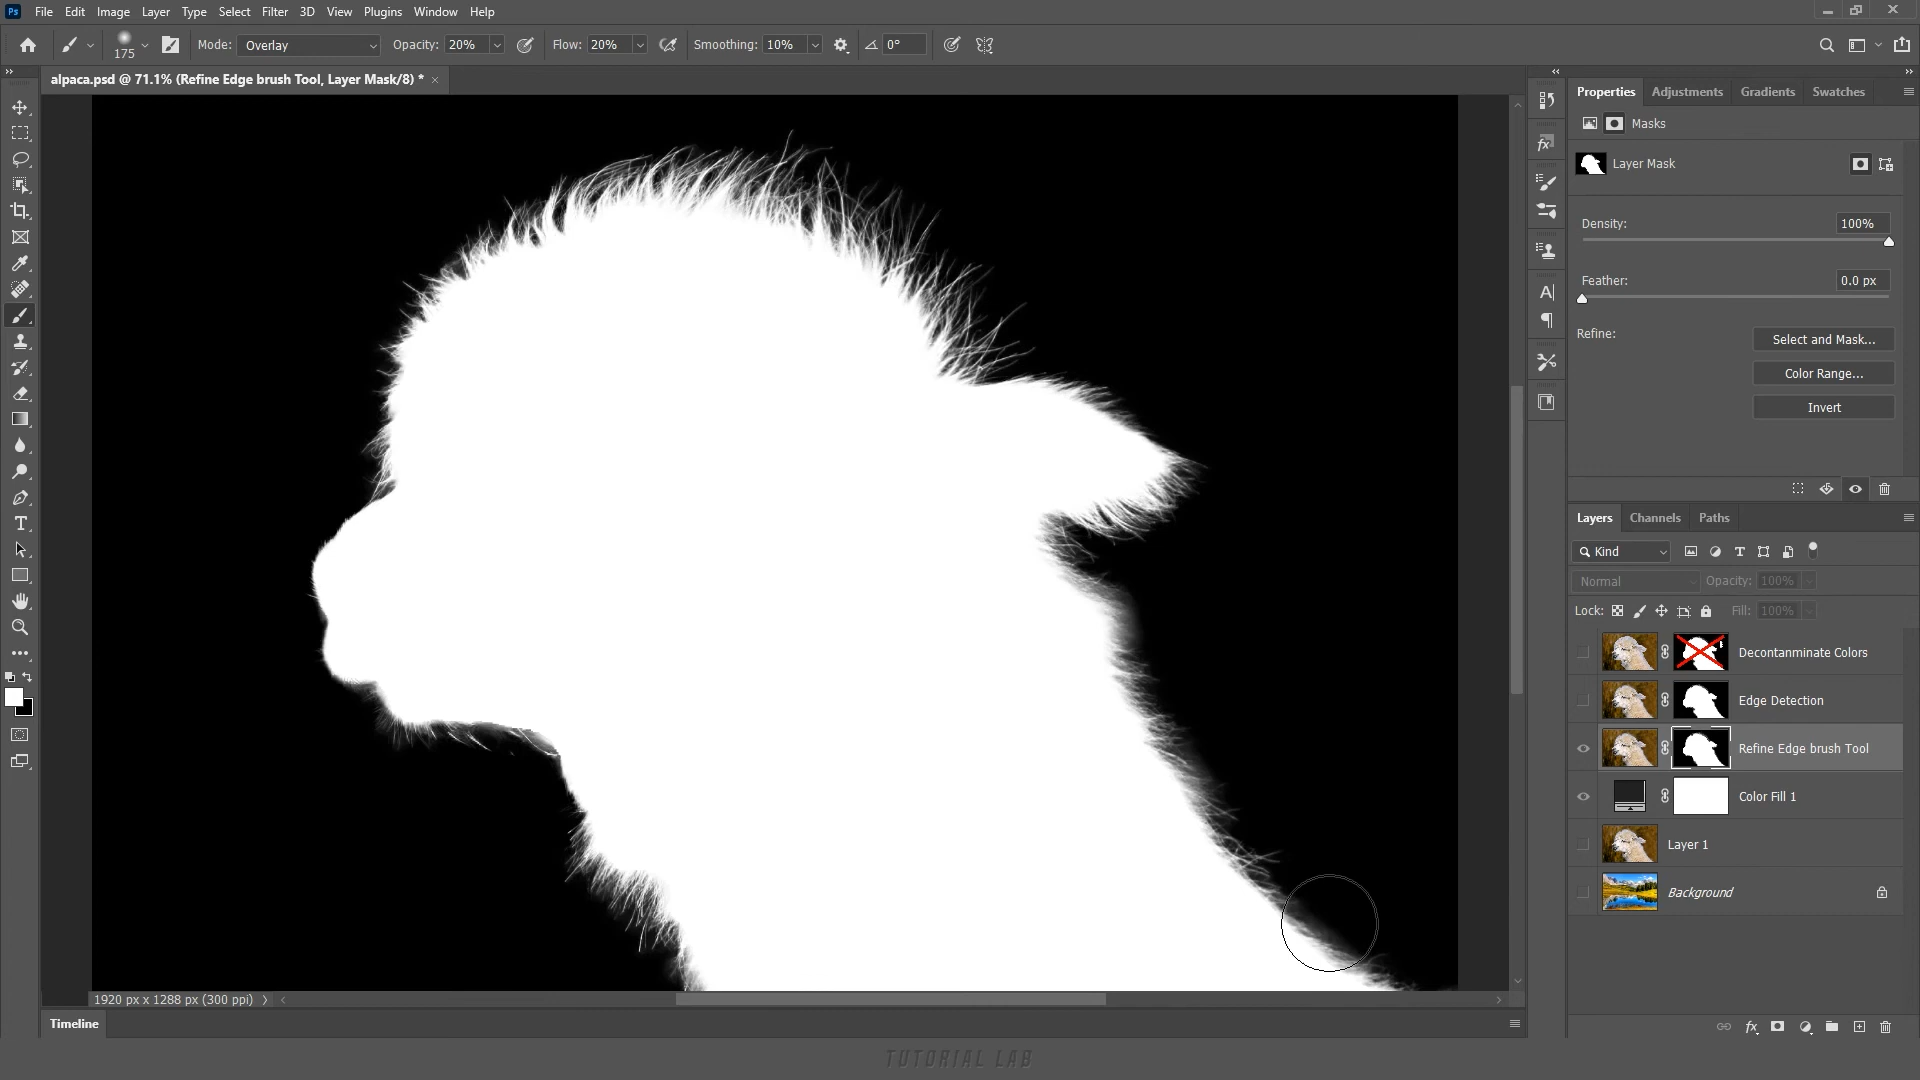 Ps File Edit Image Layer Type Select Filter 3D View Plugins Window Help
175 Mode: Overlay Opacity: 20% Flow: 20% Smoothing: 10% 0°
alpaca.psd @ 71.1% (Refine Edge brush Tool, Layer Mask/8) * ×
Properties Adjustments Gradients Swatches
Masks
Layer Mask
Density: 100%
Feather: 0.0 px
Refine:
Select and Mask...
Color Range...
Invert
Layers Channels Paths
Kind
Normal Opacity: 100%
Lock: Fill: 100%
Decontanminate Colors
Edge Detection
Refine Edge brush Tool
Color Fill 1
Layer 1
Background
1920 px x 1288 px (300 ppi)
Timeline
TUTORIAL LAB